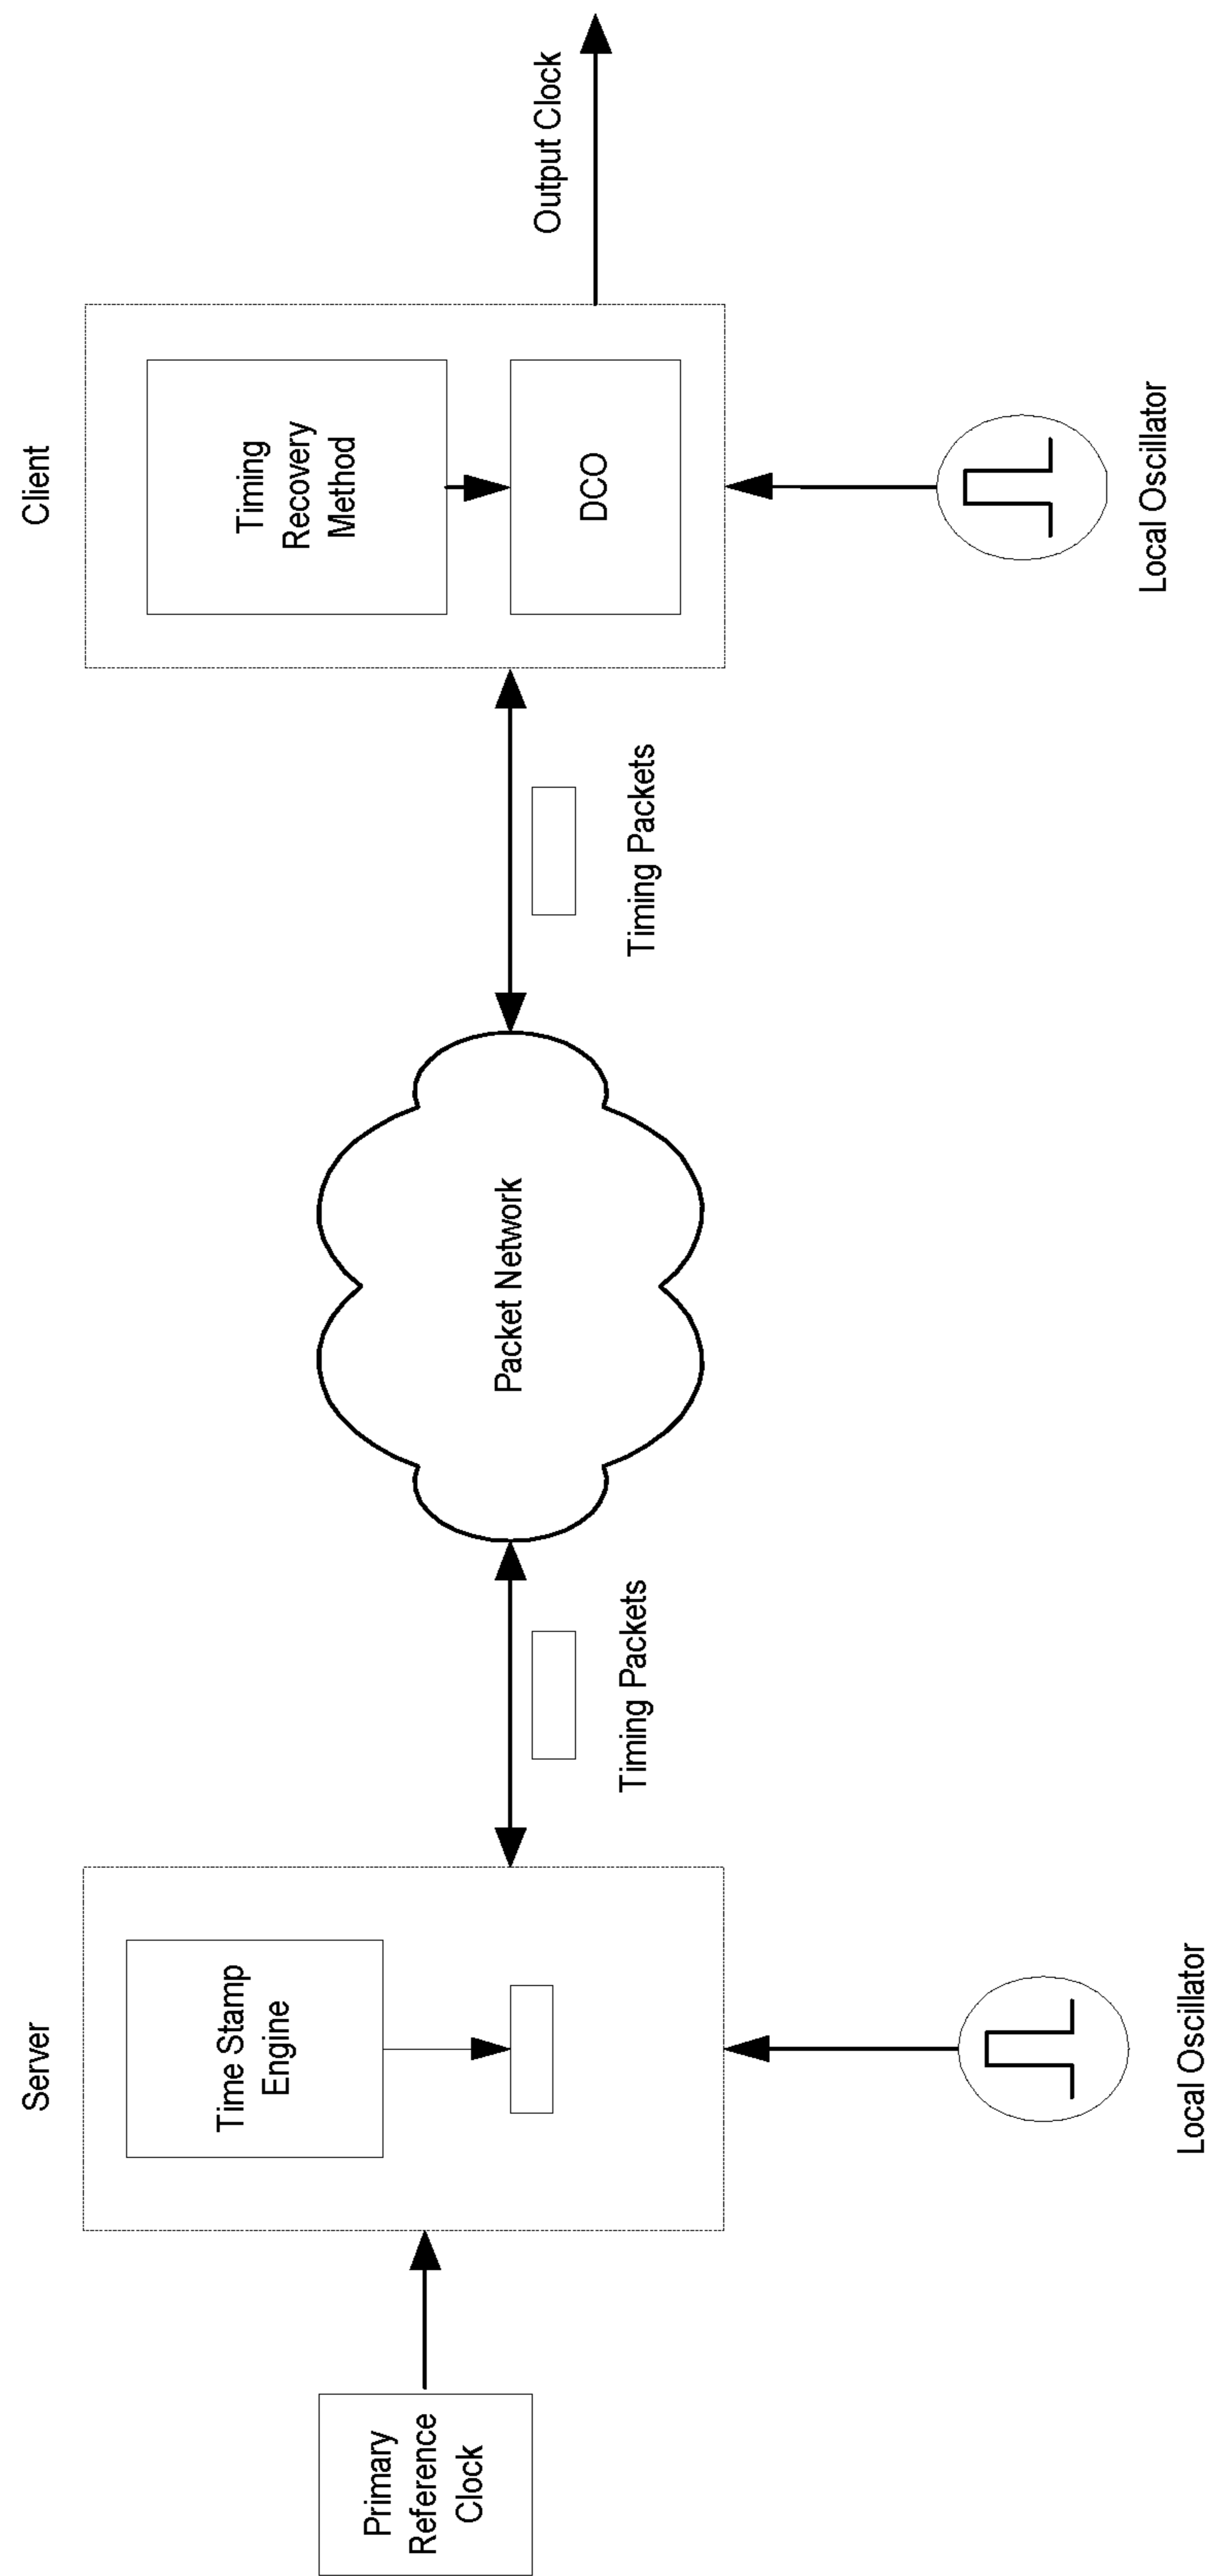 Server
Client
Primary
Reference
Clock
Time Stamp
Engine
Timing Packets
Packet Network
Timing Packets
Timing
Recovery
Method
DCO
Output Clock
Local Oscillator
Local Oscillator